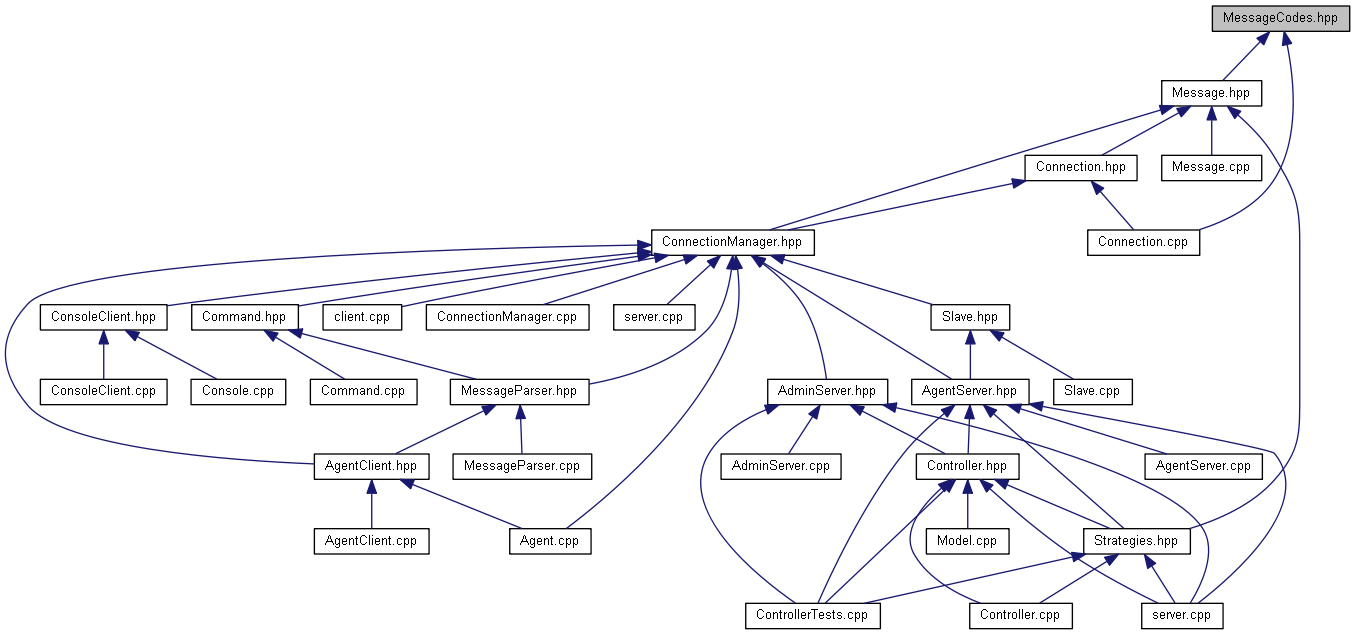 MessageCodes.hpp
Message.hpp
Connection.hpp
Message.cpp
ConnectionManager.hpp
Connection.cpp
ConsoleClient.hpp
Command.hpp
client.cpp
ConnectionManager.cpp
server.cpp
Slave.hpp
ConsoleClient.cpp
Console.cpp
Command.cpp
MessageParser.hpp
AdminServer.hpp
AgentServer.hpp
Slave.cpp
AgentClient.hpp
MessageParser.cpp
AdminServer.cpp
Controller.hpp
AgentServer.cpp
AgentClient.cpp
Agent.cpp
Model.cpp
Strategies.hpp
ControllerTests.cpp
Controller.cpp
server.cpp